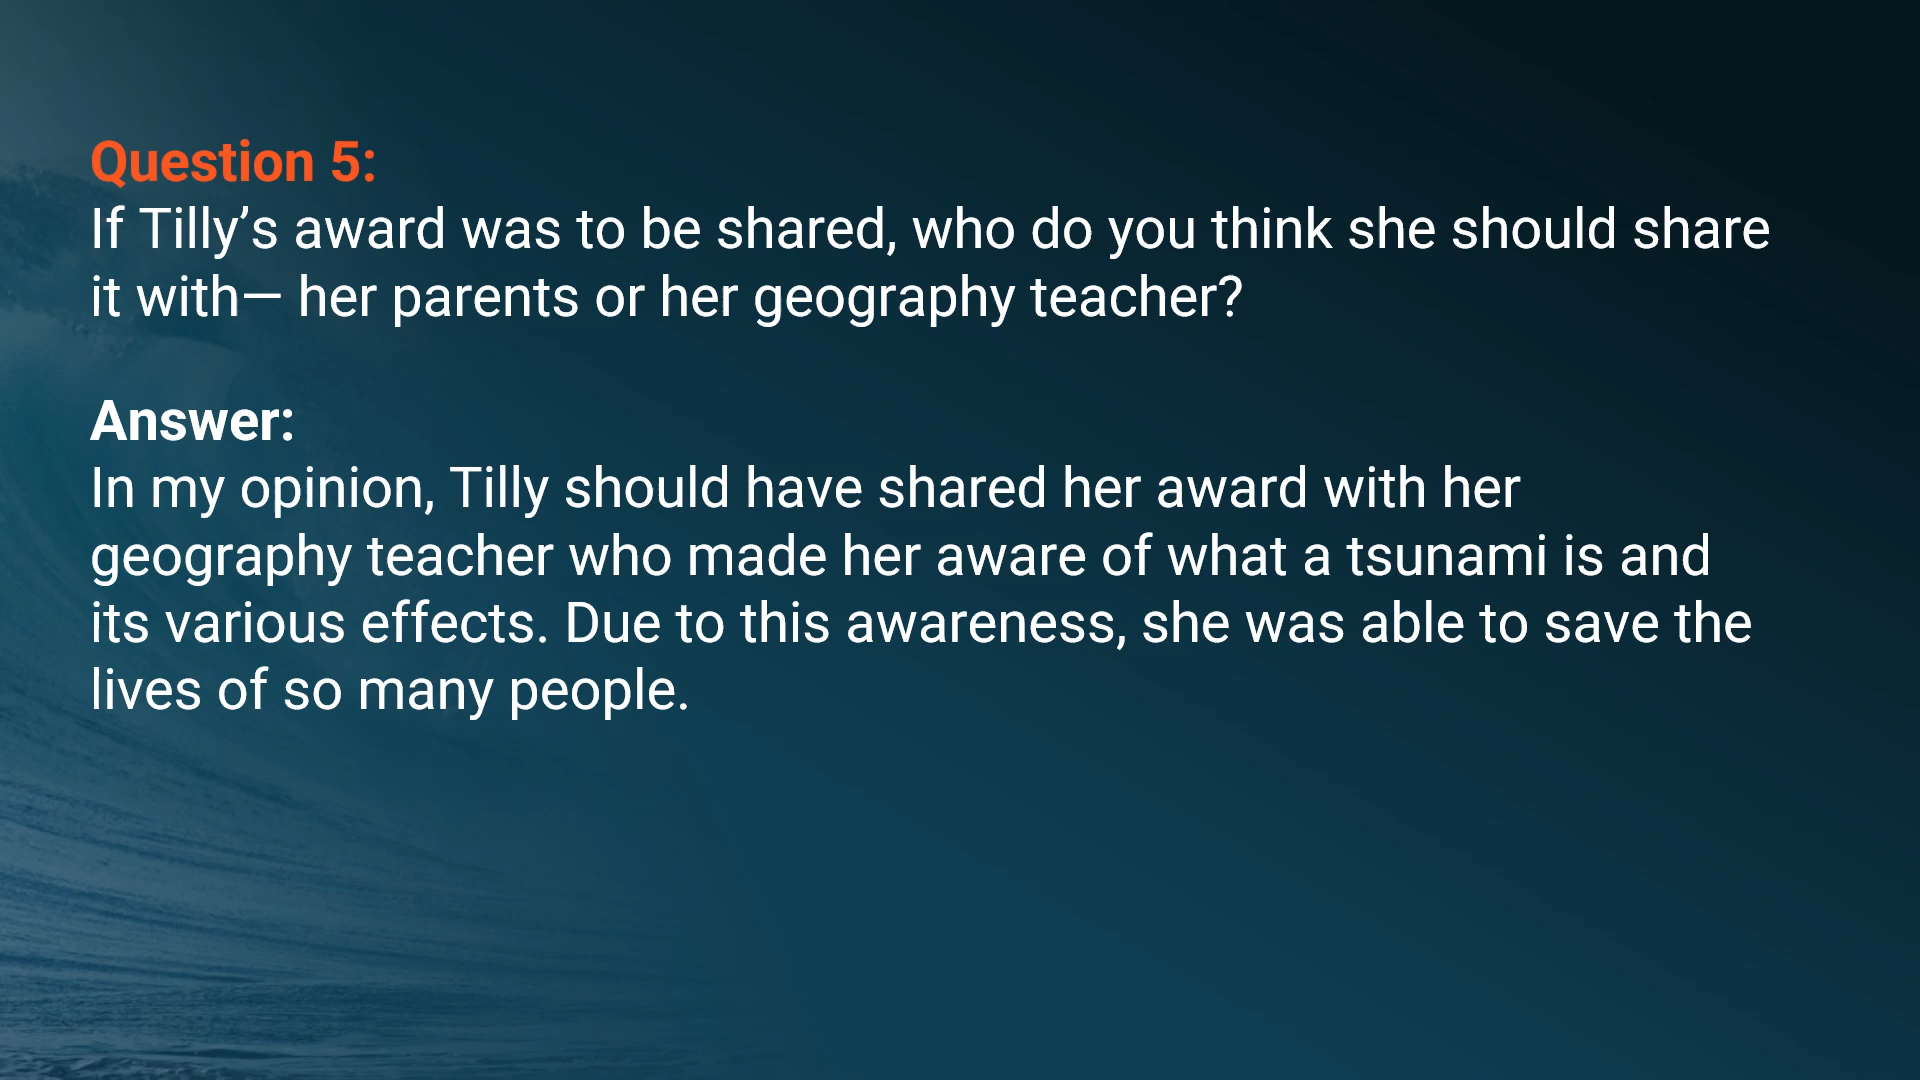 Question 5:
If Tilly’s award was to be shared, who do you think she should share
it with— her parents or her geography teacher?
Answer:
In my opinion, Tilly should have shared her award with her
geography teacher who made her aware of what a tsunami is and
its various effects. Due to this awareness, she was able to save the
lives of so many people.